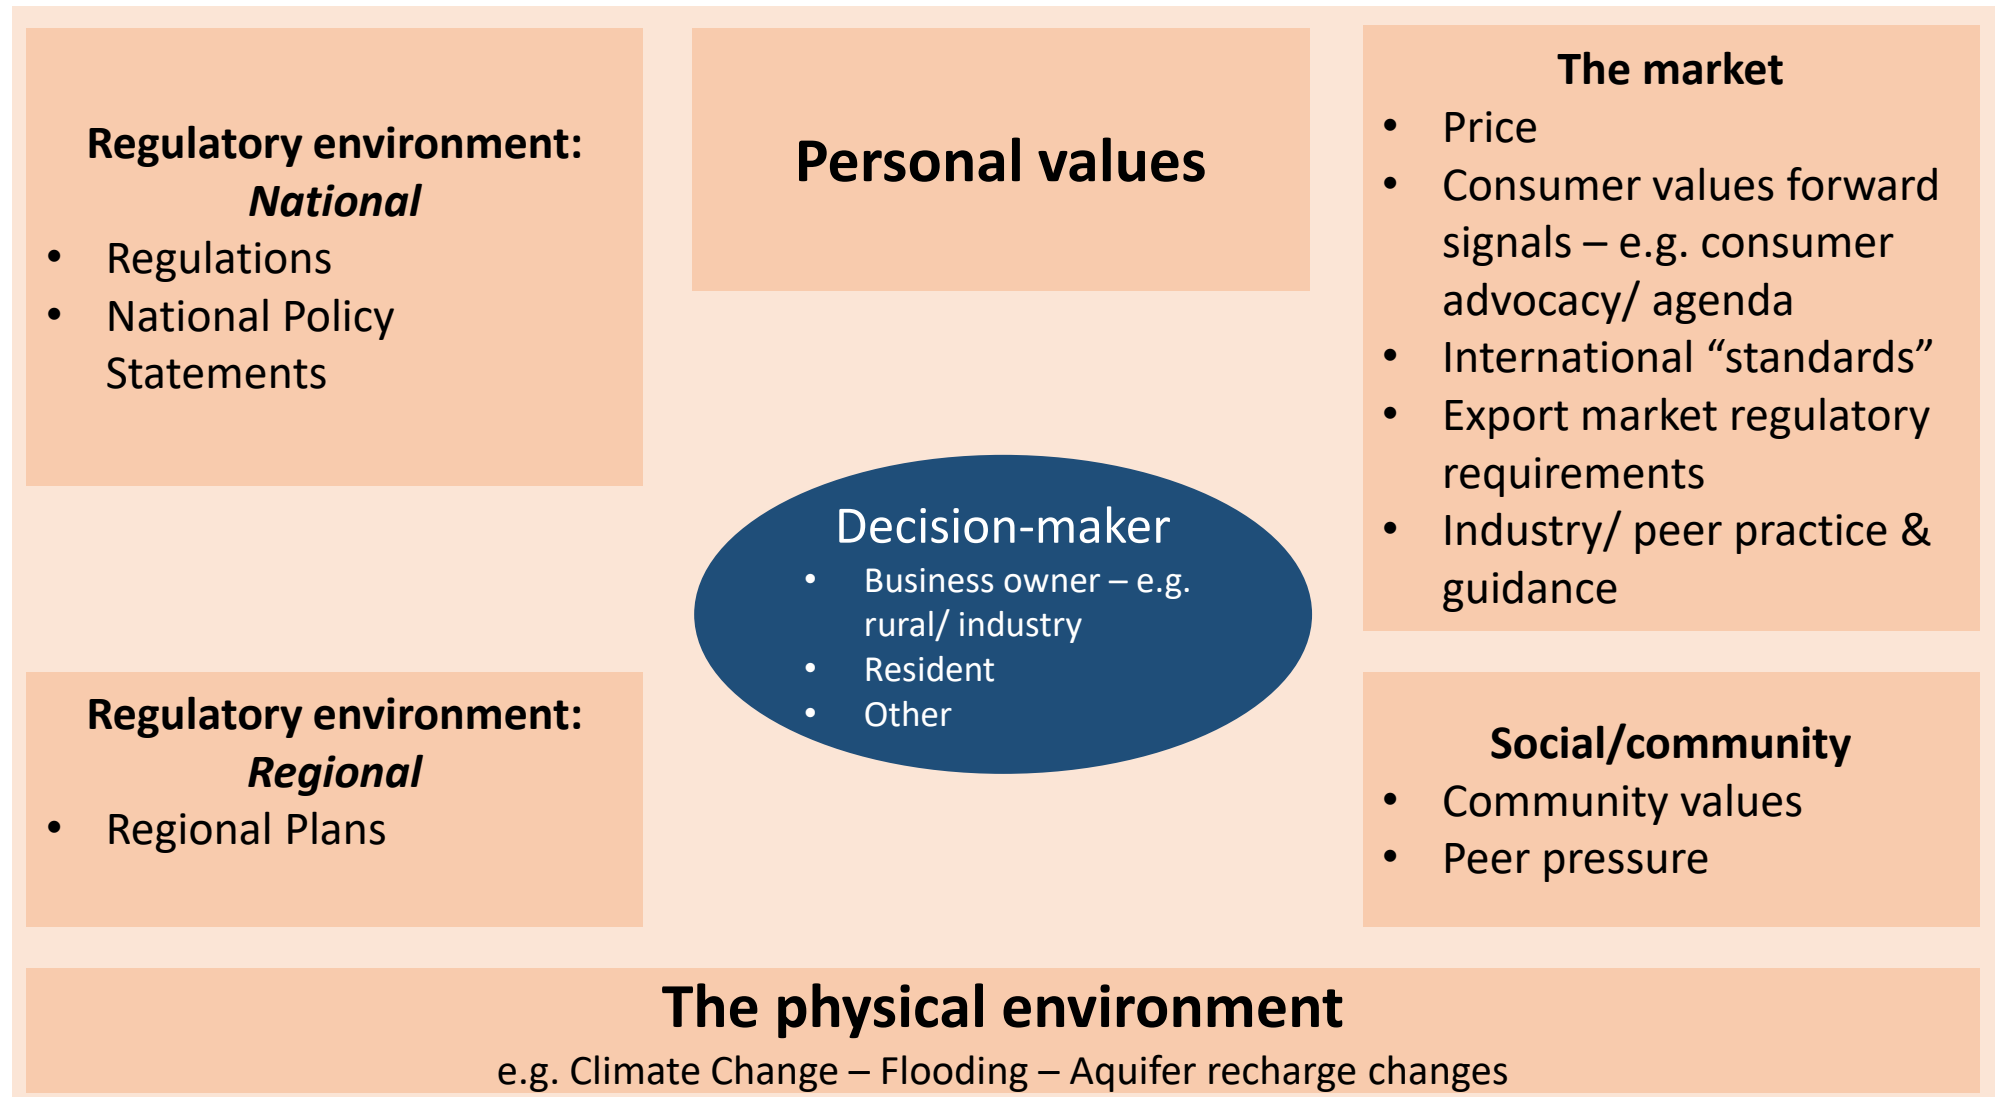 Regulatory environment:
National
• Regulations
• National Policy
Statements
Personal values
The market
• Price
• Consumer values forward
signals – e.g. consumer
advocacy/ agenda
• International “standards”
• Export market regulatory
requirements
• Industry/ peer practice &
guidance
Decision-maker
• Business owner – e.g.
rural/ industry
• Resident
• Other
Regulatory environment:
Regional
• Regional Plans
Social/community
• Community values
• Peer pressure
The physical environment
e.g. Climate Change – Flooding – Aquifer recharge changes